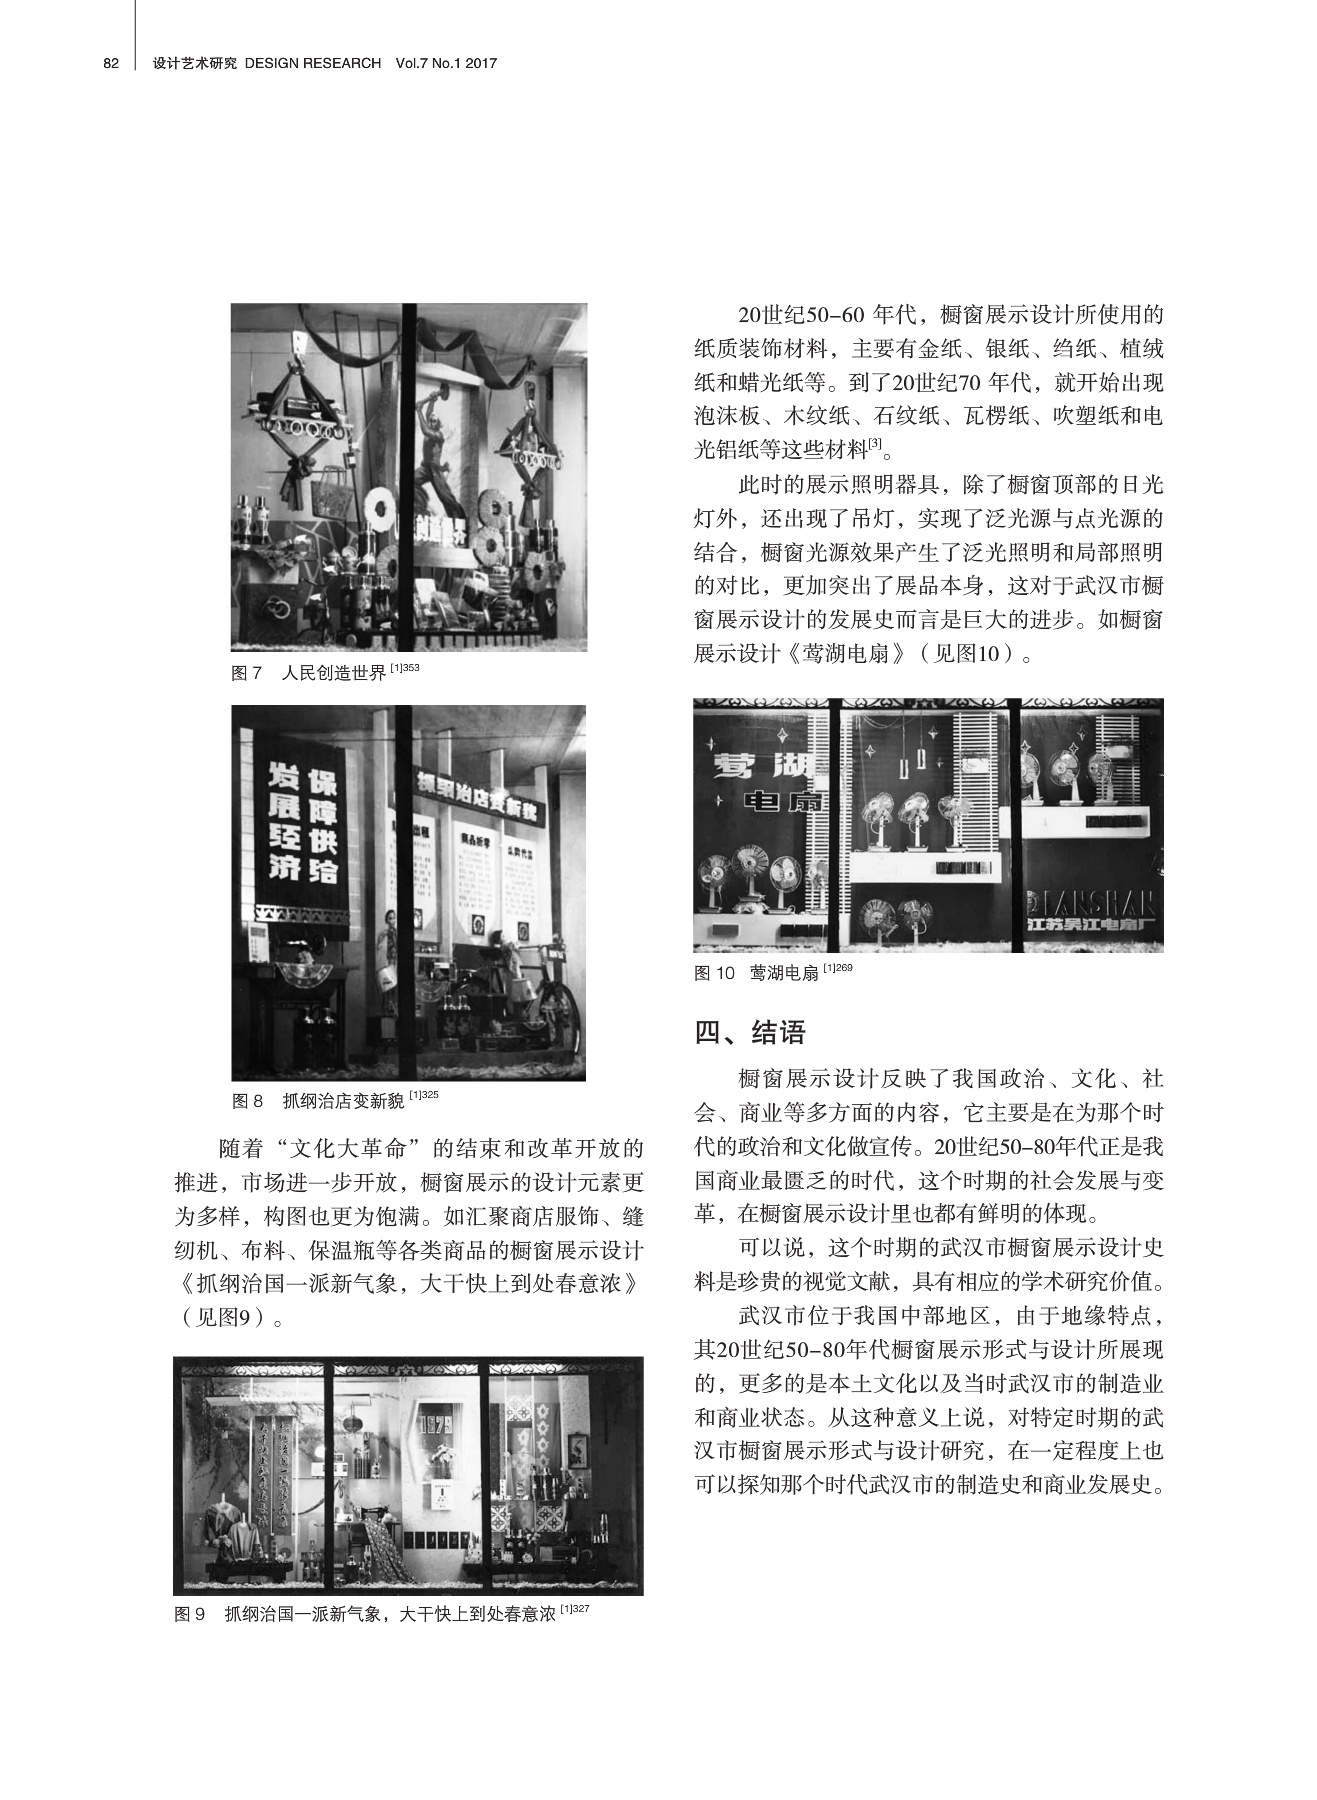 82 设计艺术研究 DESIGN RESEARCH Vol.7 No.1 2017
创造世界
图 7 人民创造世界 [1]353
保障供给
发展经济
抓纲治店变新貌
商品折零
图 8 抓纲治店变新貌 [1]325
随着“文化大革命”的结束和改革开放的
推进，市场进一步开放，橱窗展示的设计元素更
为多样，构图也更为饱满。如汇聚商店服饰、缝
纫机、布料、保温瓶等各类商品的橱窗展示设计
《抓纲治国一派新气象，大干快上到处春意浓》
（见图9）。
1979
抓纲治国一派新气象
大干快上到处春意浓
图 9 抓纲治国一派新气象，大干快上到处春意浓 [1]327
20世纪50–60 年代，橱窗展示设计所使用的
纸质装饰材料，主要有金纸、银纸、绉纸、植绒
纸和蜡光纸等。到了20世纪70 年代，就开始出现
泡沫板、木纹纸、石纹纸、瓦楞纸、吹塑纸和电
光铝纸等这些材料[3]。
此时的展示照明器具，除了橱窗顶部的日光
灯外，还出现了吊灯，实现了泛光源与点光源的
结合，橱窗光源效果产生了泛光照明和局部照明
的对比，更加突出了展品本身，这对于武汉市橱
窗展示设计的发展史而言是巨大的进步。如橱窗
展示设计《莺湖电扇》（见图10）。
莺湖
电扇
DIANSHAN
江苏吴江电扇厂
图 10 莺湖电扇 [1]269
四、结语
橱窗展示设计反映了我国政治、文化、社
会、商业等多方面的内容，它主要是在为那个时
代的政治和文化做宣传。20世纪50–80年代正是我
国商业最匮乏的时代，这个时期的社会发展与变
革，在橱窗展示设计里也都有鲜明的体现。
可以说，这个时期的武汉市橱窗展示设计史
料是珍贵的视觉文献，具有相应的学术研究价值。
武汉市位于我国中部地区，由于地缘特点，
其20世纪50–80年代橱窗展示形式与设计所展现
的，更多的是本土文化以及当时武汉市的制造业
和商业状态。从这种意义上说，对特定时期的武
汉市橱窗展示形式与设计研究，在一定程度上也
可以探知那个时代武汉市的制造史和商业发展史。